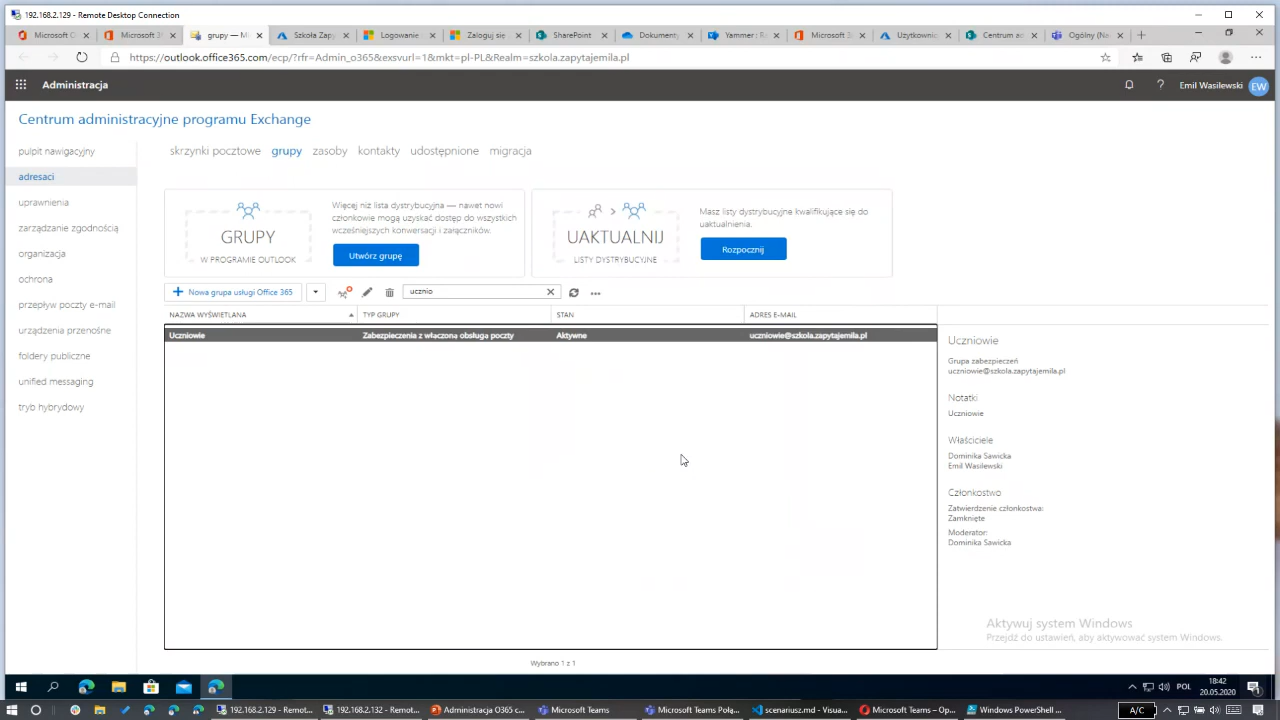 192.168.2.129 - Remote Desktop Connection
Microsoft O
Microsoft 3
grupy — Mi
Szkoła Zapy
Logowanie
Zaloguj się
SharePoint
Dokumenty
Yammer : R
Microsoft S
Użytkowni
Centrum a
Ogólny (Na
https://outlook.office365.com/ecp/?rfr=Admin_o365&exsvurl=1&mkt=pl-PL&Realm=szkola.zapytajemila.pl
Administracja
? Emil Wasilewski EW
Centrum administracyjne programu Exchange
pulpit nawigacyjny
adresaci
uprawnienia
zarządzanie zgodnością
organizacja
ochrona
przepływ poczty e-mail
urządzenia przenośne
foldery publiczne
unified messaging
tryb hybrydowy
skrzynki pocztowe grupy zasoby kontakty udostępnione migracja
GRUPY
W PROGRAMIE OUTLOOK
Więcej niż lista dystrybucyjna — nawet nowi
członkowie mogą uzyskać dostęp do wszystkich
wcześniejszych konwersacji i załączników.
Utwórz grupę
UAKTUALNIJ
LISTY DYSTRYBUCYJNE
Masz listy dystrybucyjne kwalifikujące się do
uaktualnienia.
Rozpocznij
Nowa grupa usługi Office 365
ucznio
NAZWA WYŚWIETLANA TYP GRUPY STAN ADRES E-MAIL
Uczniowie Zabezpieczenia z włączoną obsługą poczty Aktywne uczniowie@szkola.zapytajemila.pl
Wybrano 1 z 1
Uczniowie
Grupa zabezpieczeń
uczniowie@szkola.zapytajemila.pl
Notatki
Uczniowie
Właściciele
Dominika Sawicka
Emil Wasilewski
Członkostwo
Zatwierdzenie członkostwa:
Zamknięte
Moderator:
Dominika Sawicka
Aktywuj system Windows
Przejdź do ustawień, aby aktywować system Windows.
POL
18:42
20.05.2020
192.168.2.129 - Remot...
192.168.2.132 - Remot...
Administracja O365 c...
Microsoft Teams
Microsoft Teams Połą...
scenariusz.md - Visua...
Microsoft Teams – Op...
Windows PowerShell ...
A/C